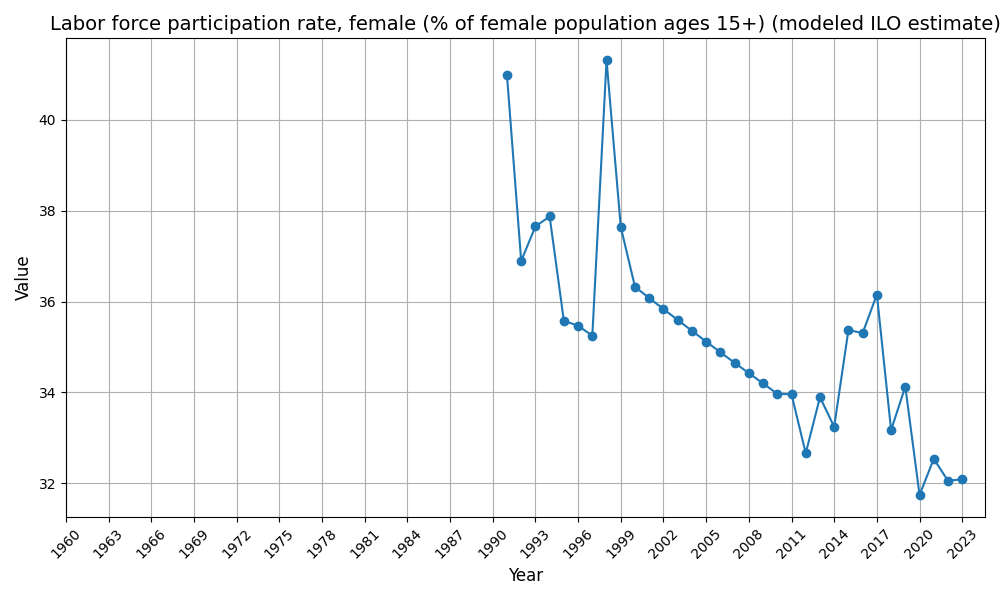 Labor force participation rate, female (% of female population ages 15+) (modeled ILO estimate)
Value
40
38
36
34
32
1960 1963 1966 1969 1972 1975 1978 1981 1984 1987 1990 1993 1996 1999 2002 2005 2008 2011 2014 2017 2020 2023
Year